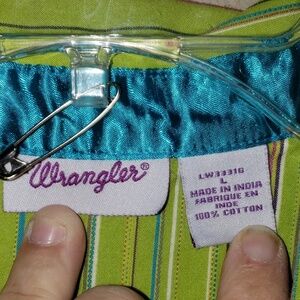 Wrangler®
LW3331G
L
MADE IN INDIA
FABRIQUE EN
INDE
100% COTTON